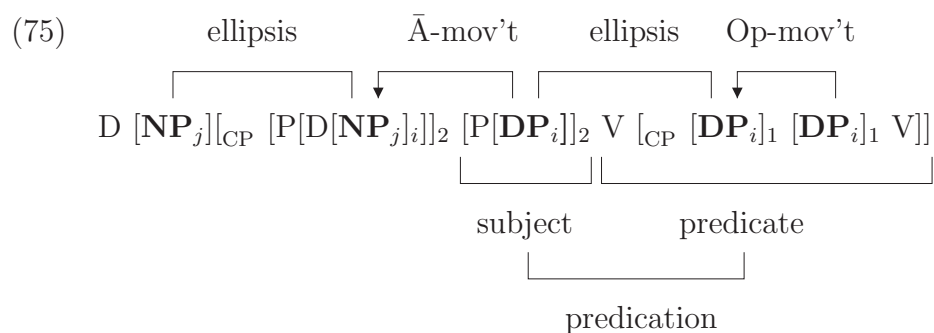 (75) ellipsis Ā-mov't ellipsis Op-mov't
D [NP_j][_CP [P[D[NP_j]_i]]_2 [P[DP_i]]_2 V [_CP [DP_i]_1 [DP_i]_1 V]]
subject predicate
predication